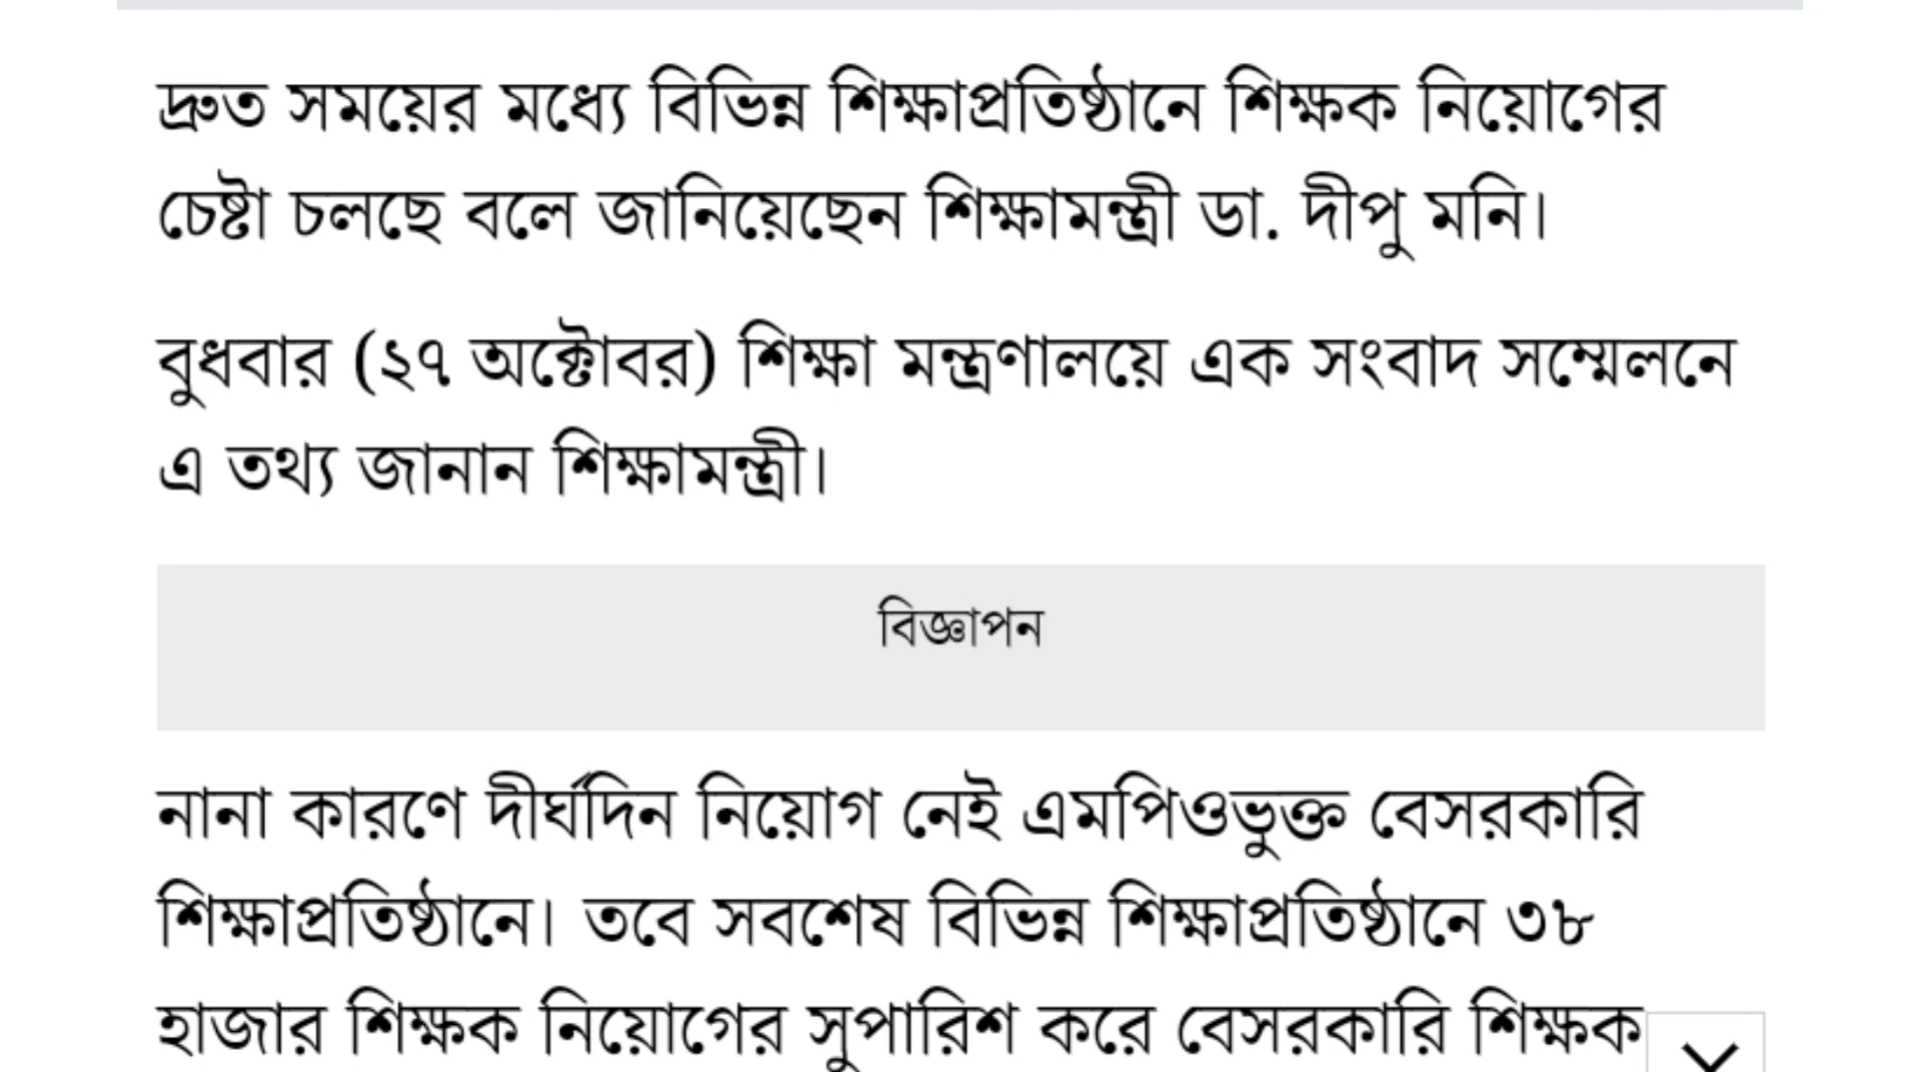 দ্রুত সময়ের মধ্যে বিভিন্ন শিক্ষাপ্রতিষ্ঠানে শিক্ষক নিয়োগের
চেষ্টা চলছে বলে জানিয়েছেন শিক্ষামন্ত্রী ডা. দীপু মনি।
বুধবার (২৭ অক্টোবর) শিক্ষা মন্ত্রণালয়ে এক সংবাদ সম্মেলনে
এ তথ্য জানান শিক্ষামন্ত্রী।
বিজ্ঞাপন
নানা কারণে দীর্ঘদিন নিয়োগ নেই এমপিওভুক্ত বেসরকারি
শিক্ষাপ্রতিষ্ঠানে। তবে সবশেষ বিভিন্ন শিক্ষাপ্রতিষ্ঠানে ৩৮
হাজার শিক্ষক নিয়োগের সুপারিশ করে বেসরকারি শিক্ষক